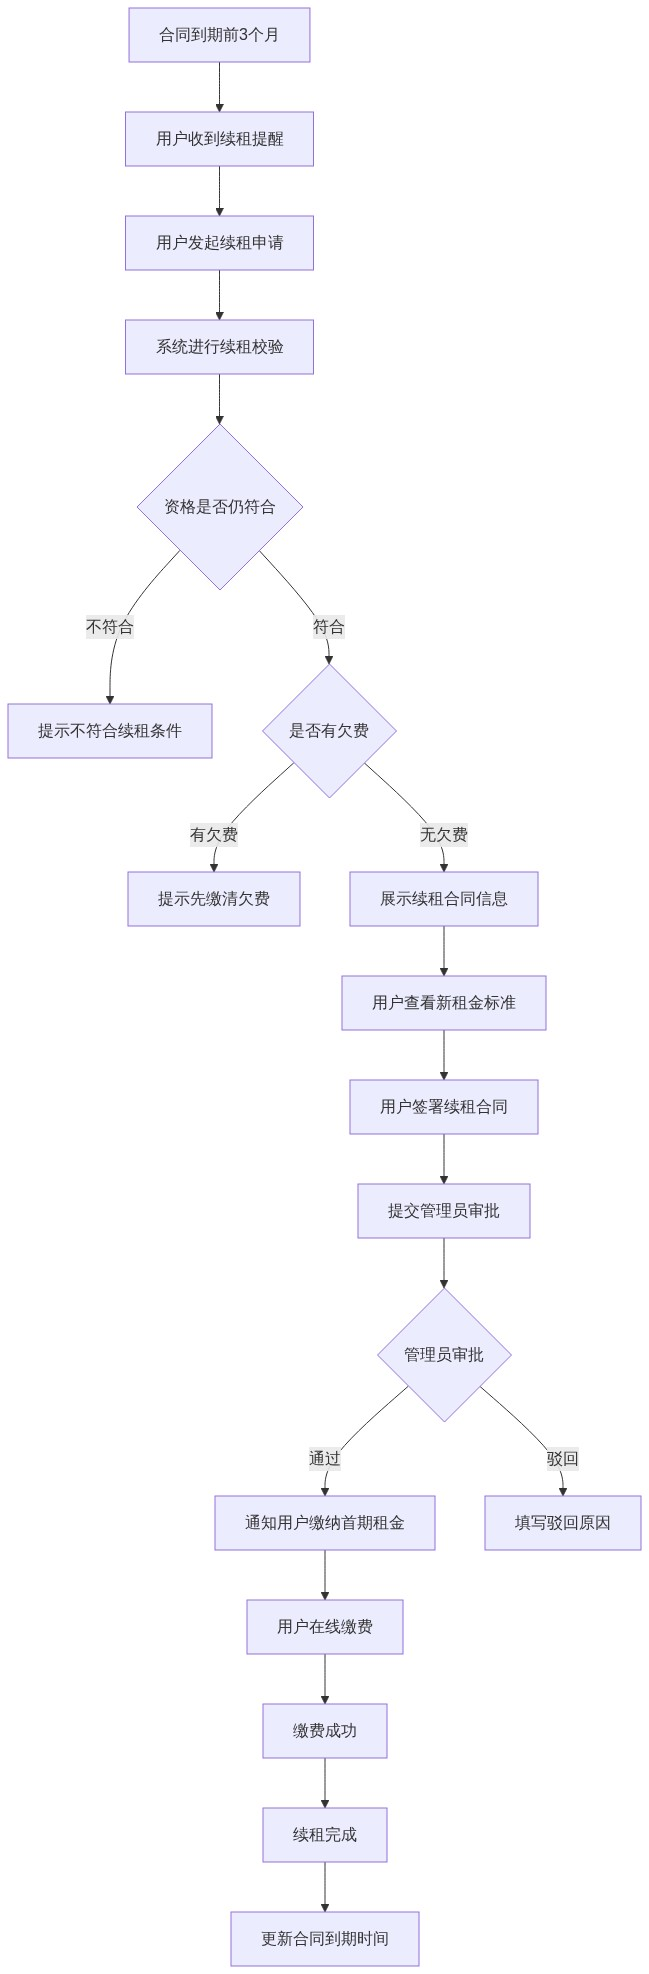 合同到期前3个月
用户收到续租提醒
用户发起续租申请
系统进行续租校验
资格是否仍符合
不符合
符合
提示不符合续租条件
是否有欠费
有欠费
无欠费
提示先缴清欠费
展示续租合同信息
用户查看新租金标准
用户签署续租合同
提交管理员审批
管理员审批
通过
驳回
通知用户缴纳首期租金
填写驳回原因
用户在线缴费
缴费成功
续租完成
更新合同到期时间